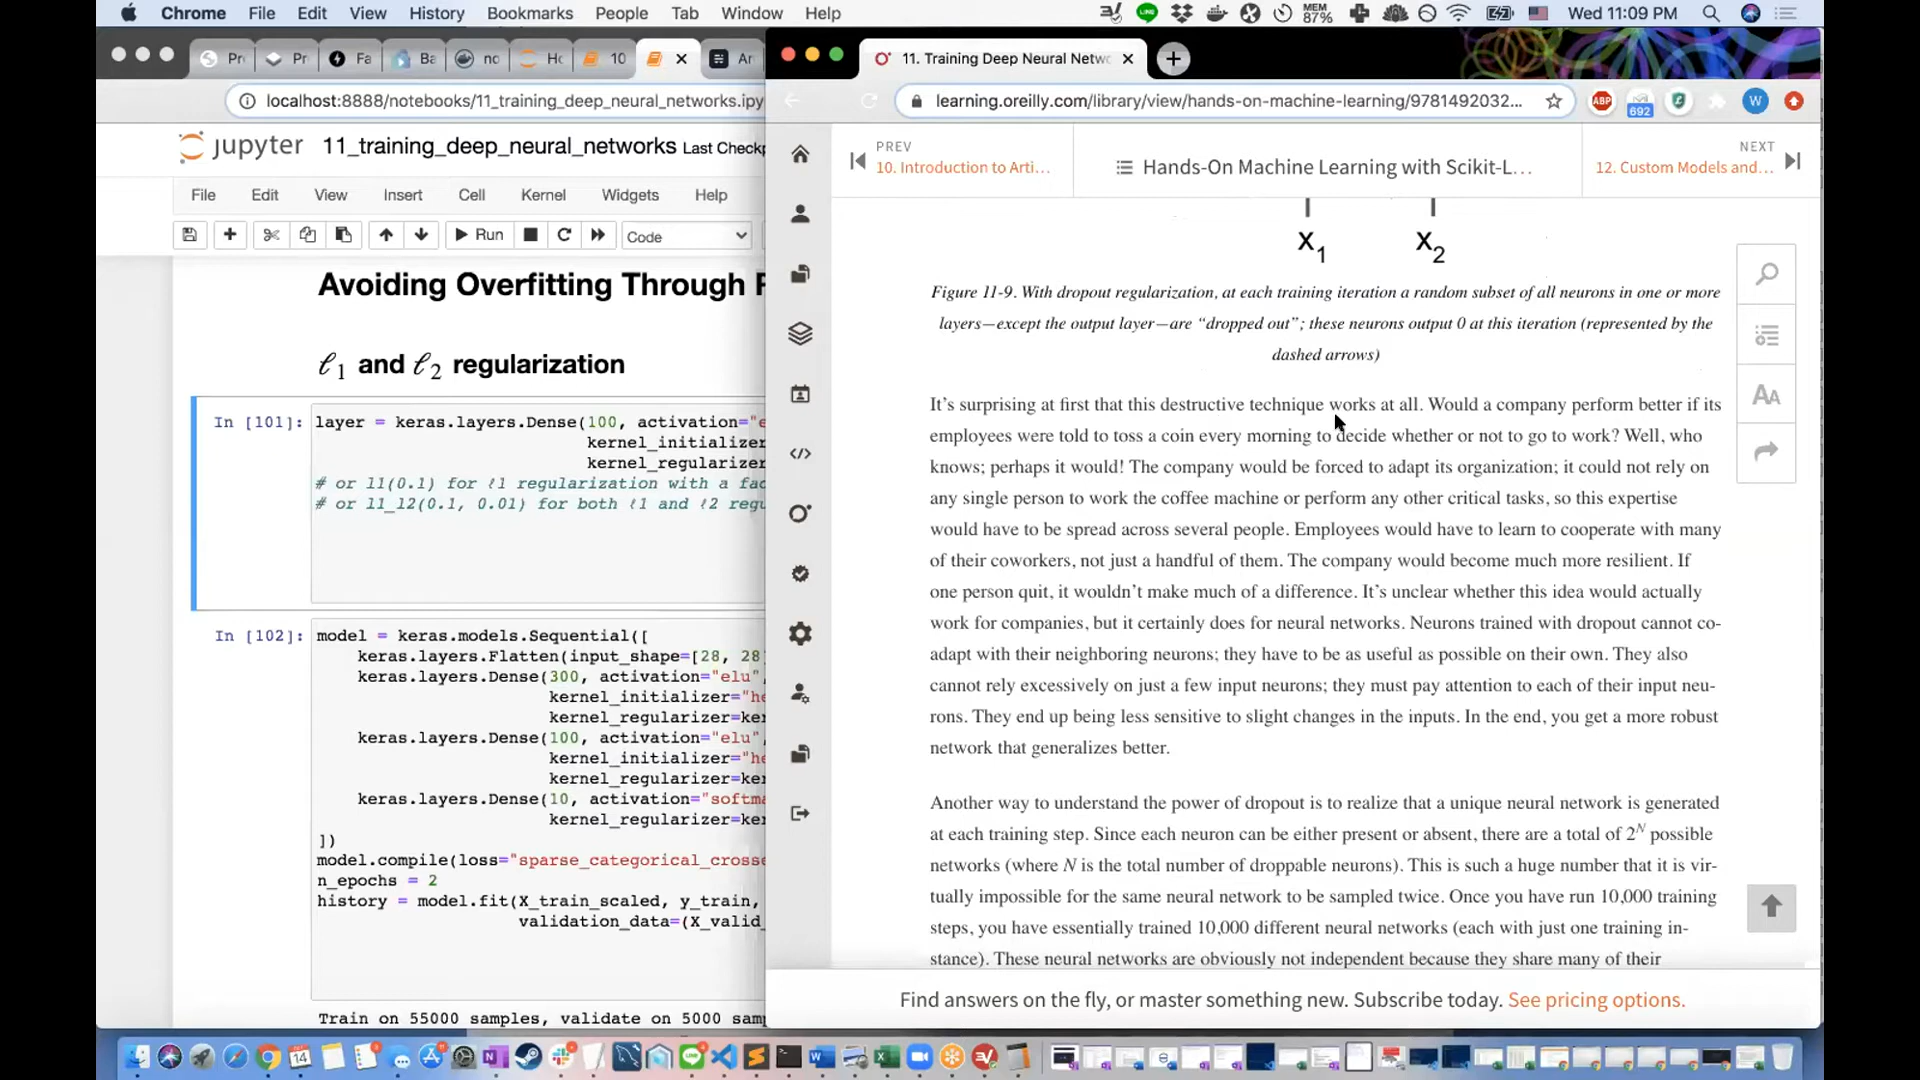 Chrome File Edit View History Bookmarks People Tab Window Help
MEM 87%
Wed 11:09 PM
Pr Pr Fa Ba no Ho 10 Ar
localhost:8888/notebooks/11_training_deep_neural_networks.ipy
jupyter 11_training_deep_neural_networks Last Checkp
File Edit View Insert Cell Kernel Widgets Help
Run Code
Avoiding Overfitting Through
ℓ1 and ℓ2 regularization
In [101]: layer = keras.layers.Dense(100, activation="e
kernel_initializer
kernel_regularizer
# or l1(0.1) for ℓ1 regularization with a fac
# or l1_l2(0.1, 0.01) for both ℓ1 and ℓ2 regu
In [102]: model = keras.models.Sequential([
keras.layers.Flatten(input_shape=[28, 28
keras.layers.Dense(300, activation="elu",
kernel_initializer="he
kernel_regularizer=ker
keras.layers.Dense(100, activation="elu",
kernel_initializer="he
kernel_regularizer=ker
keras.layers.Dense(10, activation="softma
kernel_regularizer=ker
])
model.compile(loss="sparse_categorical_crosse
n_epochs = 2
history = model.fit(X_train_scaled, y_train,
validation_data=(X_valid_
Train on 55000 samples, validate on 5000 sam
11. Training Deep Neural Netwo
learning.oreilly.com/library/view/hands-on-machine-learning/9781492032...
ABP 692 W
PREV
10. Introduction to Arti...
Hands-On Machine Learning with Scikit-L...
NEXT
12. Custom Models and...
x1 x2
Figure 11-9. With dropout regularization, at each training iteration a random subset of all neurons in one or more
layers—except the output layer—are “dropped out”; these neurons output 0 at this iteration (represented by the
dashed arrows)
It’s surprising at first that this destructive technique works at all. Would a company perform better if its
employees were told to toss a coin every morning to decide whether or not to go to work? Well, who
knows; perhaps it would! The company would be forced to adapt its organization; it could not rely on
any single person to work the coffee machine or perform any other critical tasks, so this expertise
would have to be spread across several people. Employees would have to learn to cooperate with many
of their coworkers, not just a handful of them. The company would become much more resilient. If
one person quit, it wouldn’t make much of a difference. It’s unclear whether this idea would actually
work for companies, but it certainly does for neural networks. Neurons trained with dropout cannot co-
adapt with their neighboring neurons; they have to be as useful as possible on their own. They also
cannot rely excessively on just a few input neurons; they must pay attention to each of their input neu-
rons. They end up being less sensitive to slight changes in the inputs. In the end, you get a more robust
network that generalizes better.
Another way to understand the power of dropout is to realize that a unique neural network is generated
at each training step. Since each neuron can be either present or absent, there are a total of 2^N possible
networks (where N is the total number of droppable neurons). This is such a huge number that it is vir-
tually impossible for the same neural network to be sampled twice. Once you have run 10,000 training
steps, you have essentially trained 10,000 different neural networks (each with just one training in-
stance). These neural networks are obviously not independent because they share many of their
Find answers on the fly, or master something new. Subscribe today. See pricing options.